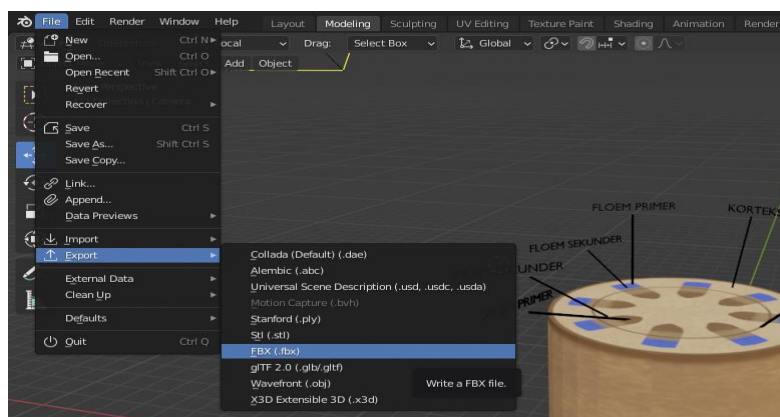 File Edit Render Window Help Layout Modeling Sculpting UV Editing Texture Paint Shading Animation Render
ocal Drag: Select Box Global
Add Object
New Ctrl N
Open... Ctrl O
Open Recent Shift Ctrl O
Revert
Recover
Save Ctrl S
Save As... Shift Ctrl S
Save Copy...
Link...
Append...
Data Previews
Import
Export
External Data
Clean Up
Defaults
Quit Ctrl Q
Collada (Default) (.dae)
Alembic (.abc)
Universal Scene Description (.usd, .usdc, .usda)
Motion Capture (.bvh)
Stanford (.ply)
Stl (.stl)
FBX (.fbx)
glTF 2.0 (.glb/.gltf)
Wavefront (.obj)
X3D Extensible 3D (.x3d)
Write a FBX file.
FLOEM PRIMER
KORTEKS
FLOEM SEKUNDER
UNDER
PRIMER